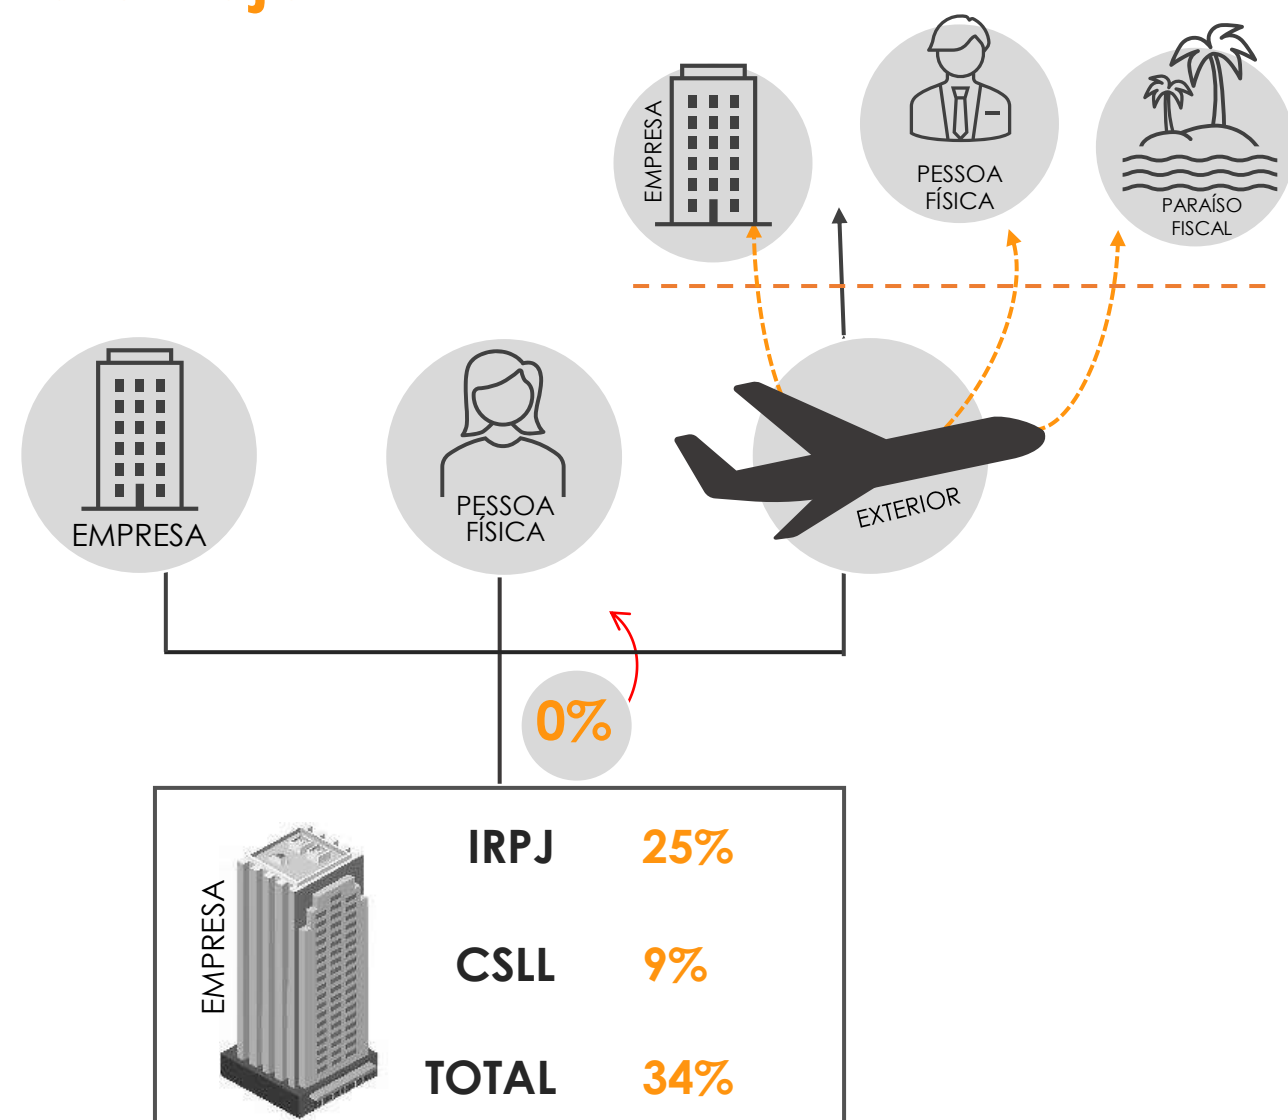 EMPRESA
PESSOA
FÍSICA
PARAÍSO
FISCAL
EMPRESA
PESSOA
FÍSICA
EXTERIOR
0%
EMPRESA
IRPJ 25%
CSLL 9%
TOTAL 34%